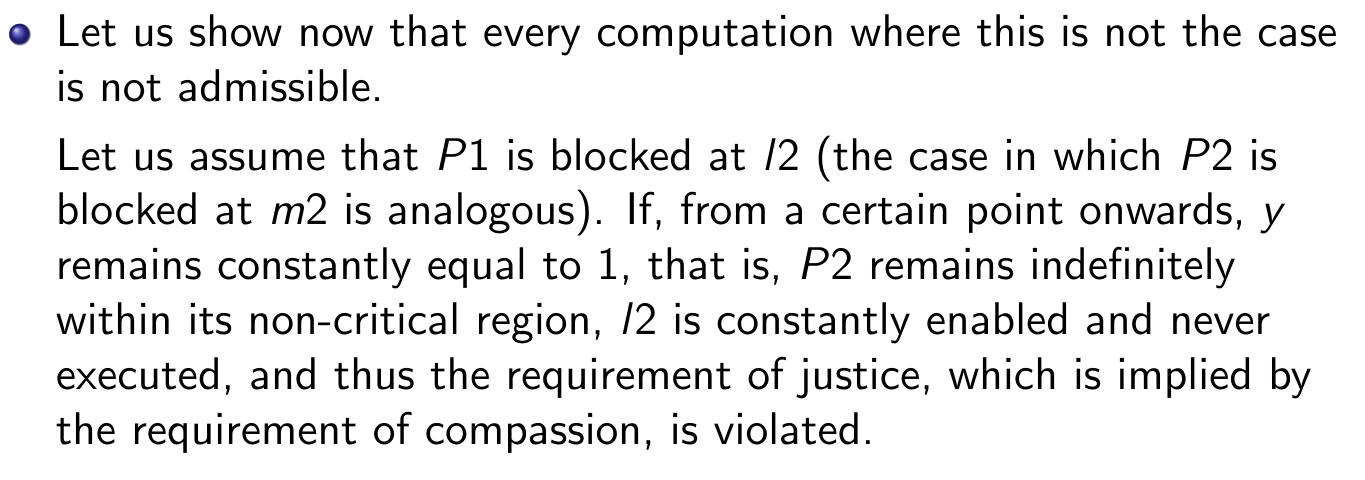 Let us show now that every computation where this is not the case
is not admissible.
Let us assume that P1 is blocked at l2 (the case in which P2 is
blocked at m2 is analogous). If, from a certain point onwards, y
remains constantly equal to 1, that is, P2 remains indefinitely
within its non-critical region, l2 is constantly enabled and never
executed, and thus the requirement of justice, which is implied by
the requirement of compassion, is violated.